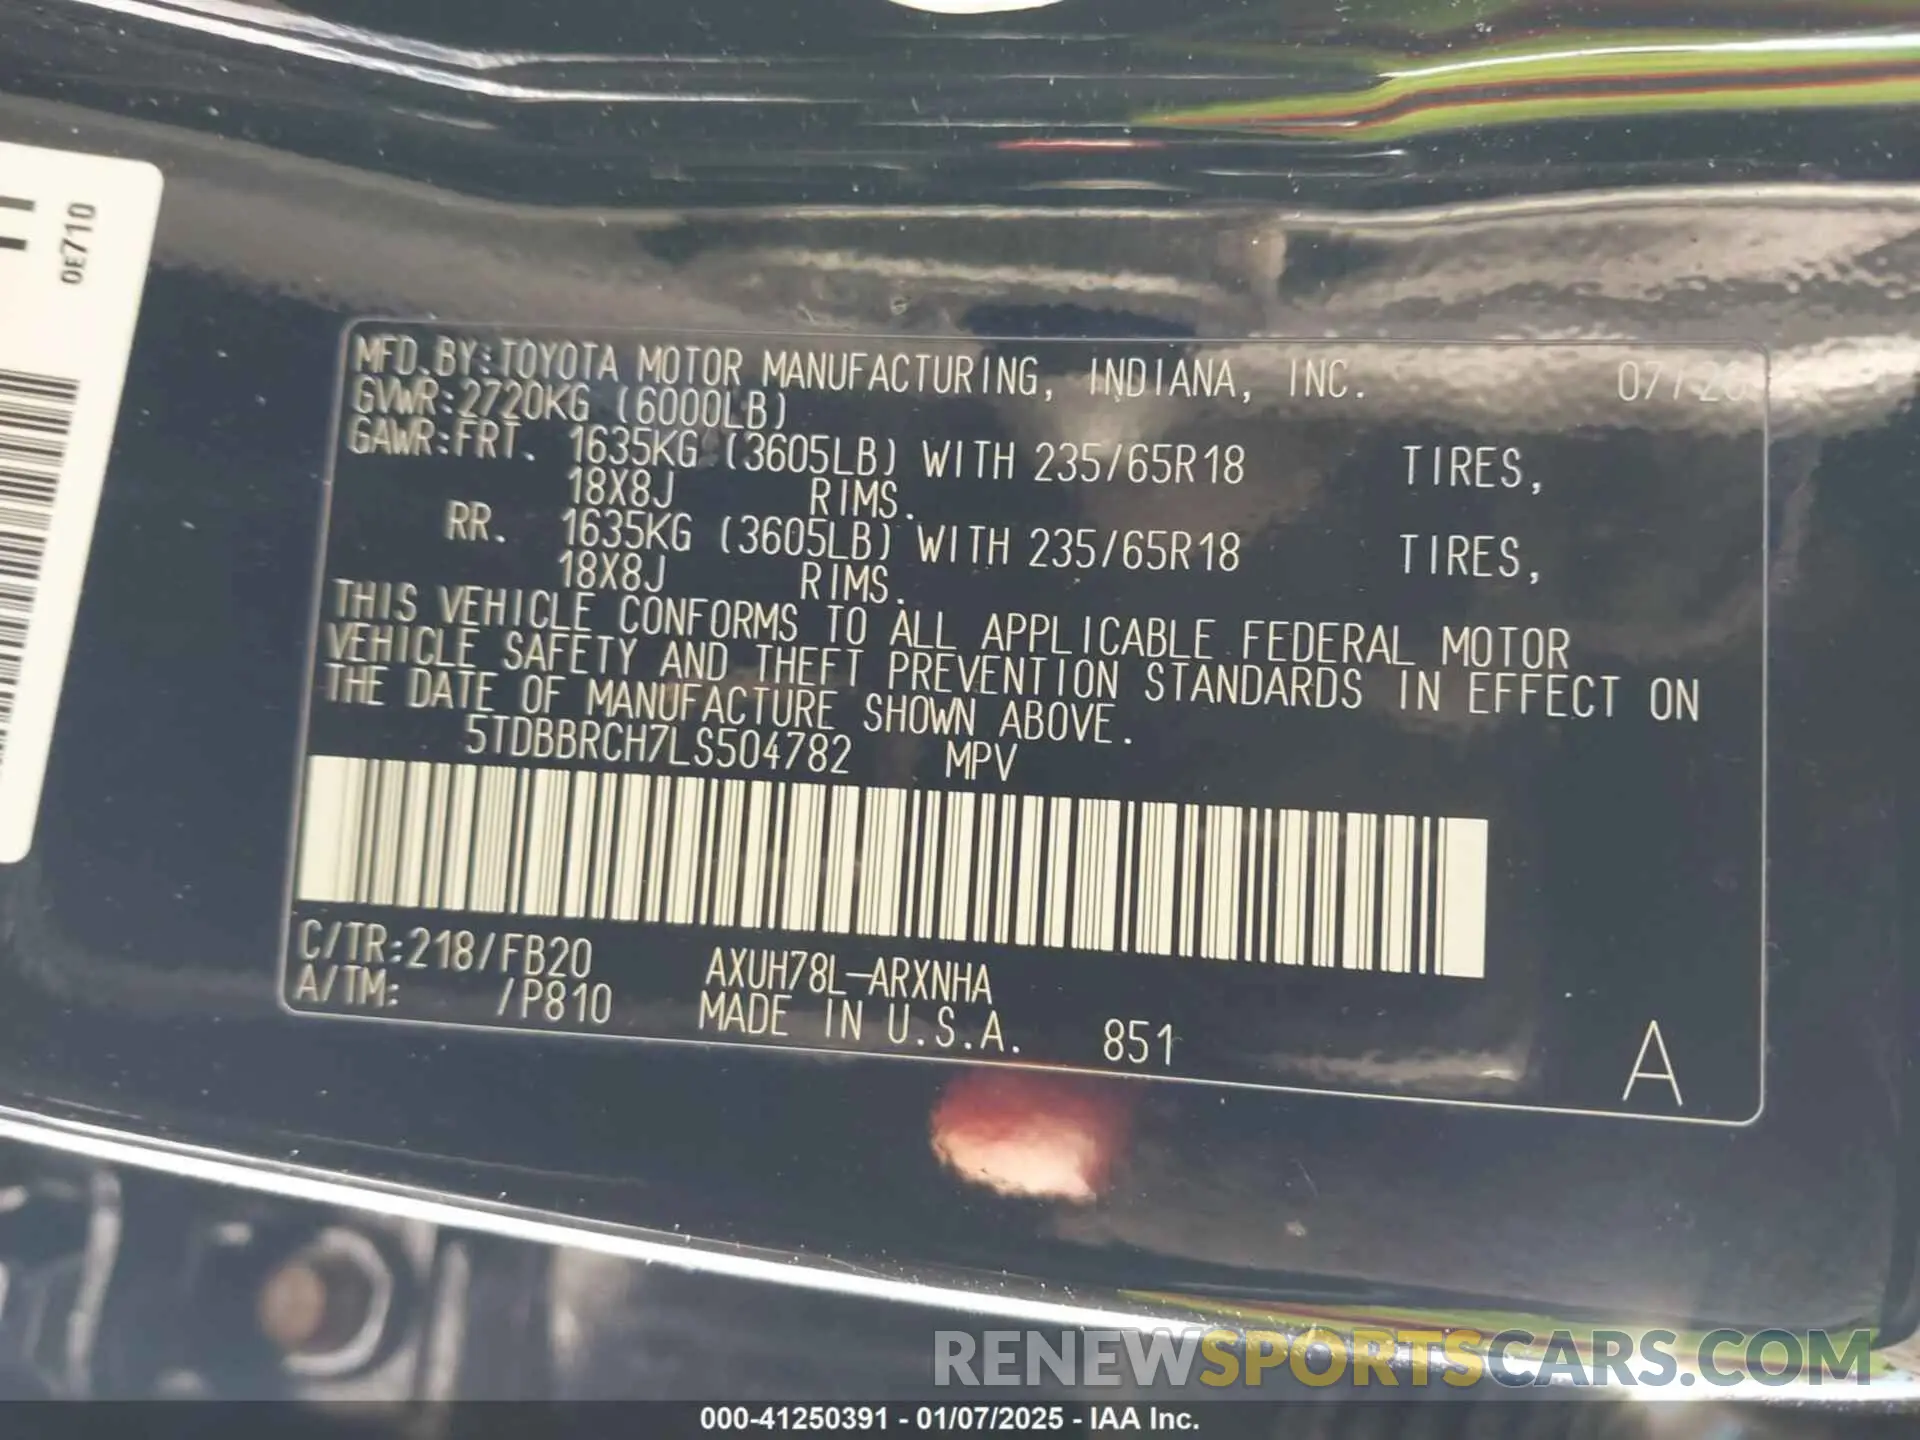 0E710
MFD.BY:TOYOTA MOTOR MANUFACTURING, INDIANA, INC. 07/20
GVWR:2720KG (6000LB)
GAWR:FRT. 1635KG (3605LB) WITH 235/65R18 TIRES,
18X8J RIMS.
RR. 1635KG (3605LB) WITH 235/65R18 TIRES,
18X8J RIMS.
THIS VEHICLE CONFORMS TO ALL APPLICABLE FEDERAL MOTOR
VEHICLE SAFETY AND THEFT PREVENTION STANDARDS IN EFFECT ON
THE DATE OF MANUFACTURE SHOWN ABOVE.
5TDBBRCH7LS504782 MPV
C/TR:218/FB20 AXUH78L-ARXNHA
A/TM: /P810 MADE IN U.S.A. 851
A
RENEWSPORTSCARS.COM
000-41250391 - 01/07/2025 - IAA Inc.